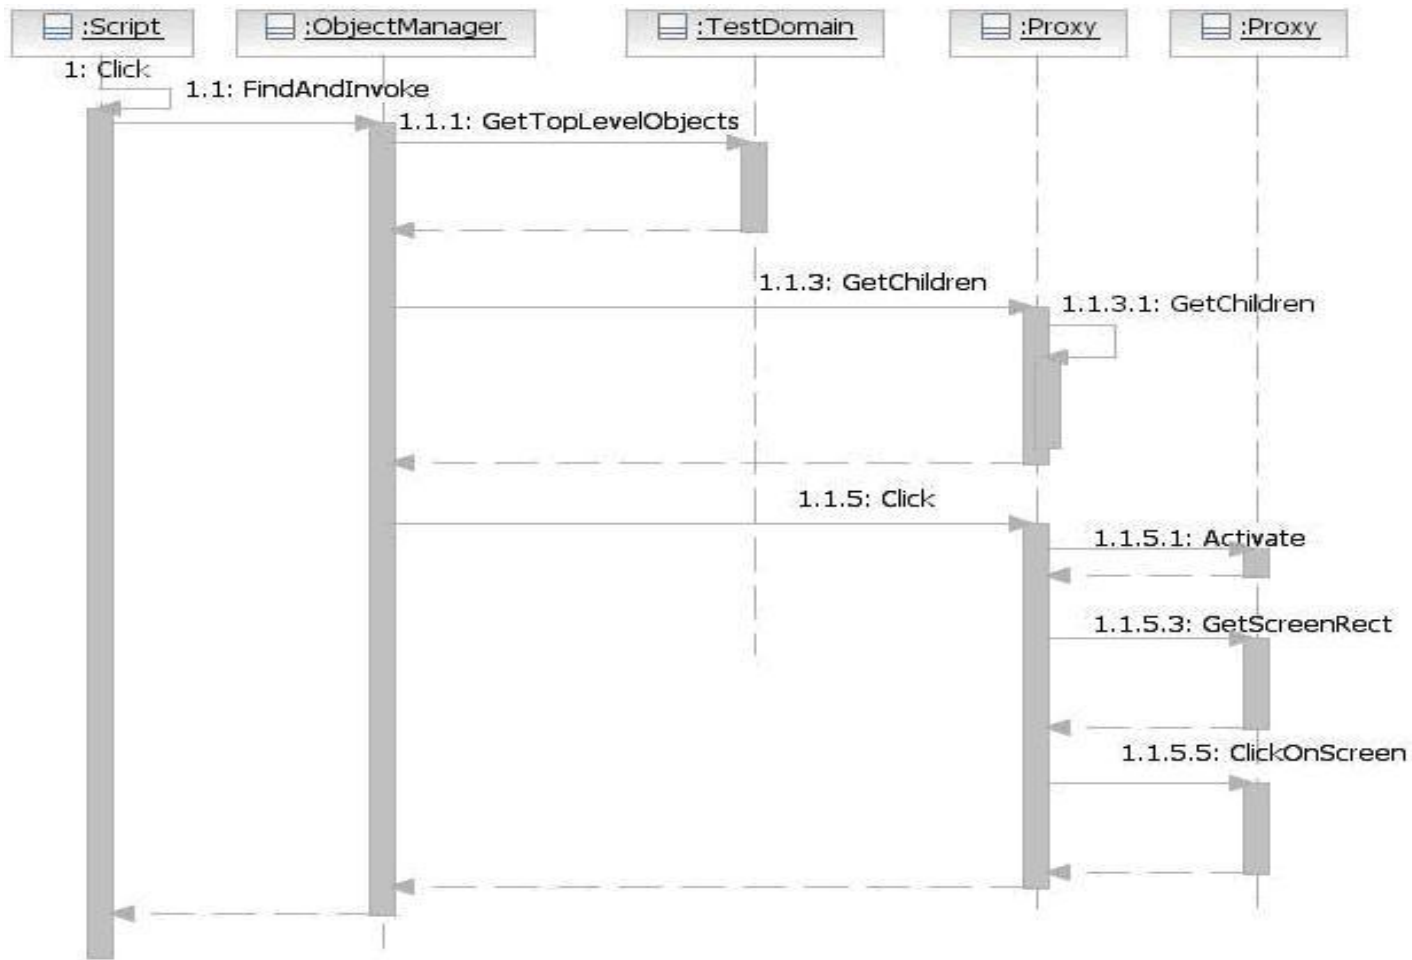 :Script
:ObjectManager
:TestDomain
:Proxy
:Proxy
1: Click
1.1: FindAndInvoke
1.1.1: GetTopLevelObjects
1.1.3: GetChildren
1.1.3.1: GetChildren
1.1.5: Click
1.1.5.1: Activate
1.1.5.3: GetScreenRect
1.1.5.5: ClickOnScreen